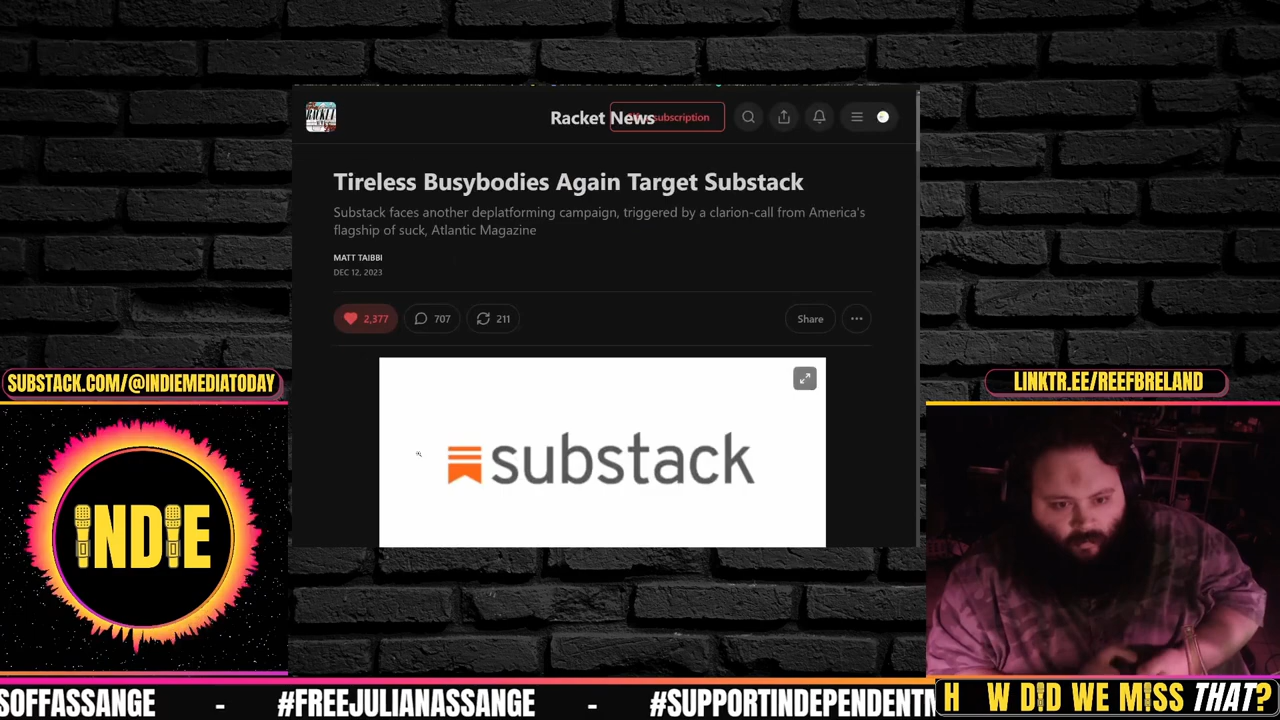 Racket News
subscription
Tireless Busybodies Again Target Substack
Substack faces another deplatforming campaign, triggered by a clarion-call from America's
flagship of suck, Atlantic Magazine
MATT TAIBBI
DEC 12, 2023
2,377
707
211
Share
substack
SUBSTACK.COM/@INDIEMEDIATODAY
INDIE
LINKTR.EE/REEFBRELAND
SOFFASSANGE - #FREEJULIANASSANGE - #SUPPORTINDEPENDENT
H W DID WE MISS THAT?